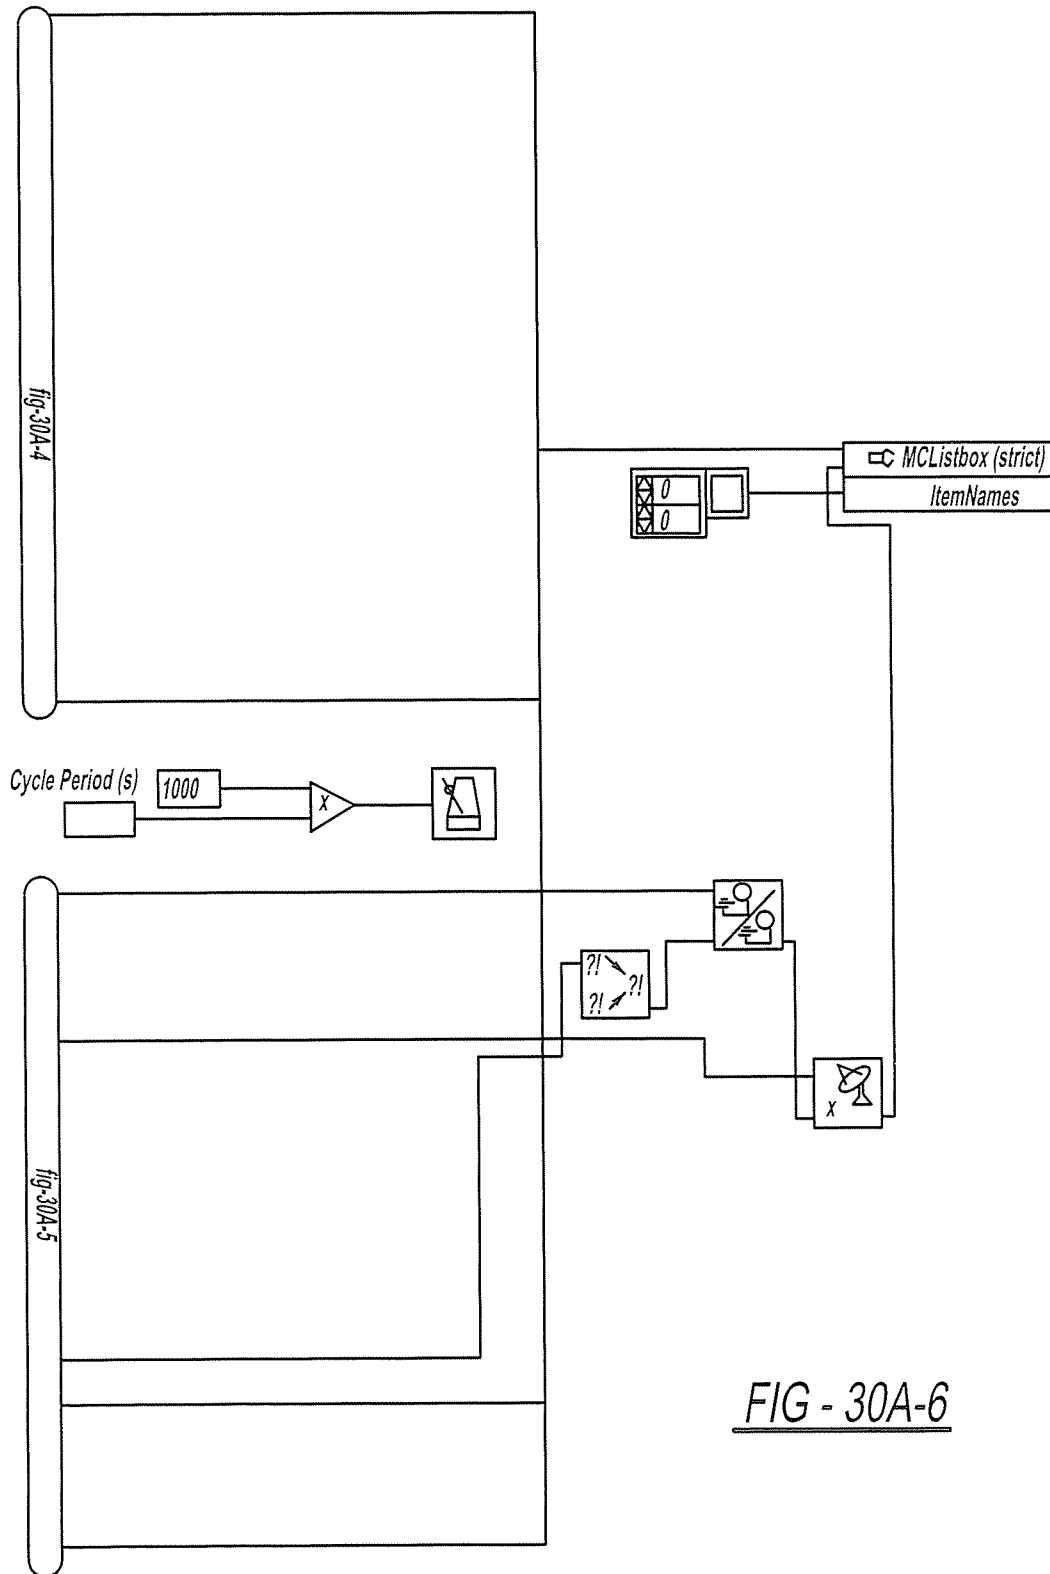 fig-30A-4
MCListbox (strict)
ItemNames
0
0
Cycle Period (s)
1000
x
?!
?!
?!
x
fig-30A-5
FIG - 30A-6